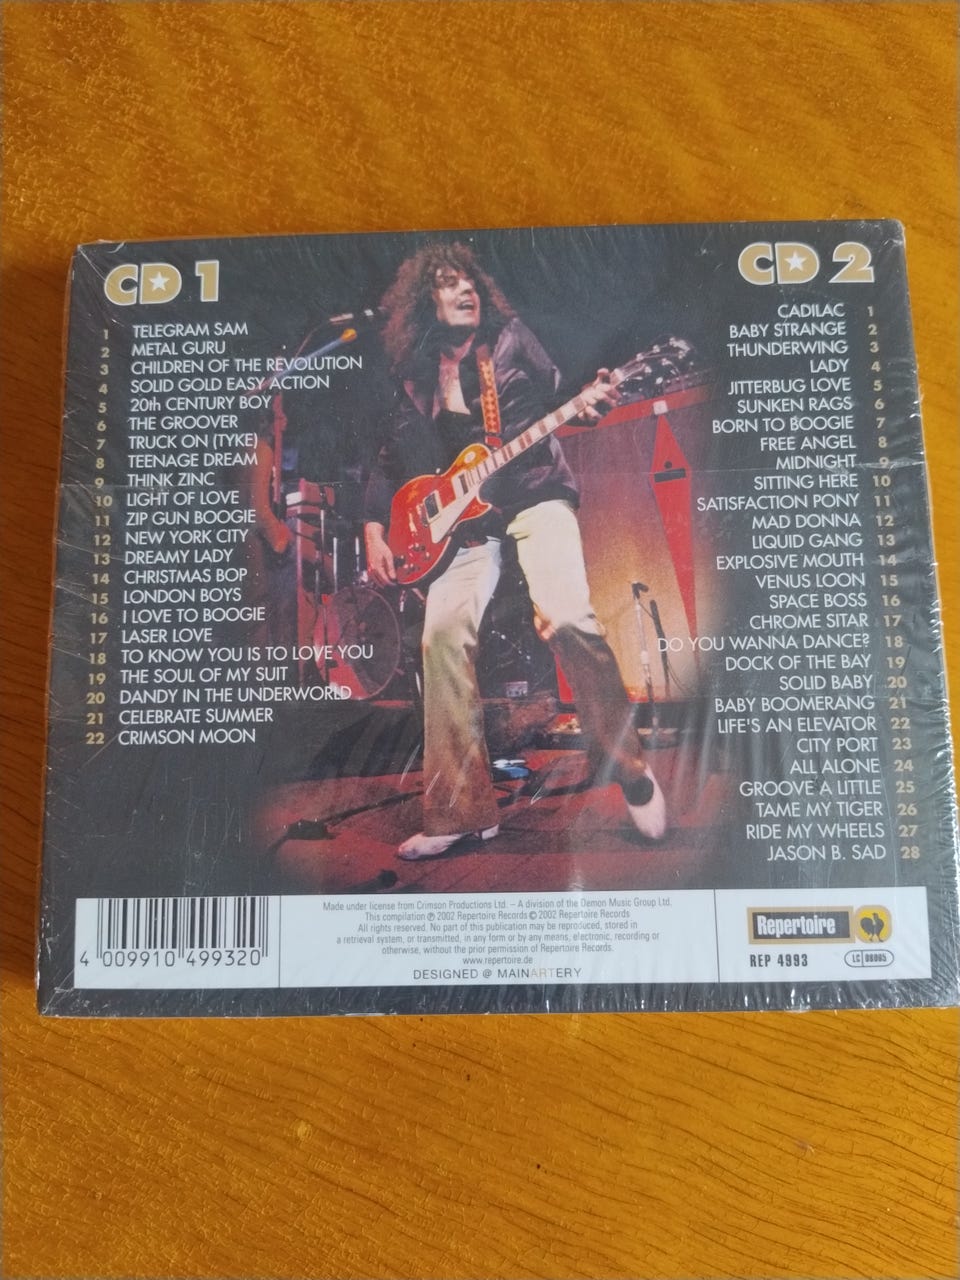 CD 1
1 TELEGRAM SAM
2 METAL GURU
3 CHILDREN OF THE REVOLUTION
4 SOLID GOLD EASY ACTION
5 20th CENTURY BOY
6 THE GROOVER
7 TRUCK ON (TYKE)
8 TEENAGE DREAM
9 THINK ZINC
10 LIGHT OF LOVE
11 ZIP GUN BOOGIE
12 NEW YORK CITY
13 DREAMY LADY
14 CHRISTMAS BOP
15 LONDON BOYS
16 I LOVE TO BOOGIE
17 LASER LOVE
18 TO KNOW YOU IS TO LOVE YOU
19 THE SOUL OF MY SUIT
20 DANDY IN THE UNDERWORLD
21 CELEBRATE SUMMER
22 CRIMSON MOON
CD 2
CADILAC 1
BABY STRANGE 2
THUNDERWING 3
LADY 4
JITTERBUG LOVE 5
SUNKEN RAGS 6
BORN TO BOOGIE 7
FREE ANGEL 8
MIDNIGHT 9
SITTING HERE 10
SATISFACTION PONY 11
MAD DONNA 12
LIQUID GANG 13
EXPLOSIVE MOUTH 14
VENUS LOON 15
SPACE BOSS 16
CHROME SITAR 17
DO YOU WANNA DANCE? 18
DOCK OF THE BAY 19
SOLID BABY 20
BABY BOOMERANG 21
LIFE'S AN ELEVATOR 22
CITY PORT 23
ALL ALONE 24
GROOVE A LITTLE 25
TAME MY TIGER 26
RIDE MY WHEELS 27
JASON B. SAD 28
4 009910 499320
Made under license from Crimson Productions Ltd. – A division of the Demon Music Group Ltd.
This compilation ℗ 2002 Repertoire Records © 2002 Repertoire Records
All rights reserved. No part of this publication may be reproduced, stored in
a retrieval system, or transmitted, in any form or by any means, electronic, recording or
otherwise, without the prior permission of Repertoire Records.
www.repertoire.de
DESIGNED @ MAINARTERY
Repertoire
REP 4993
LC 08065